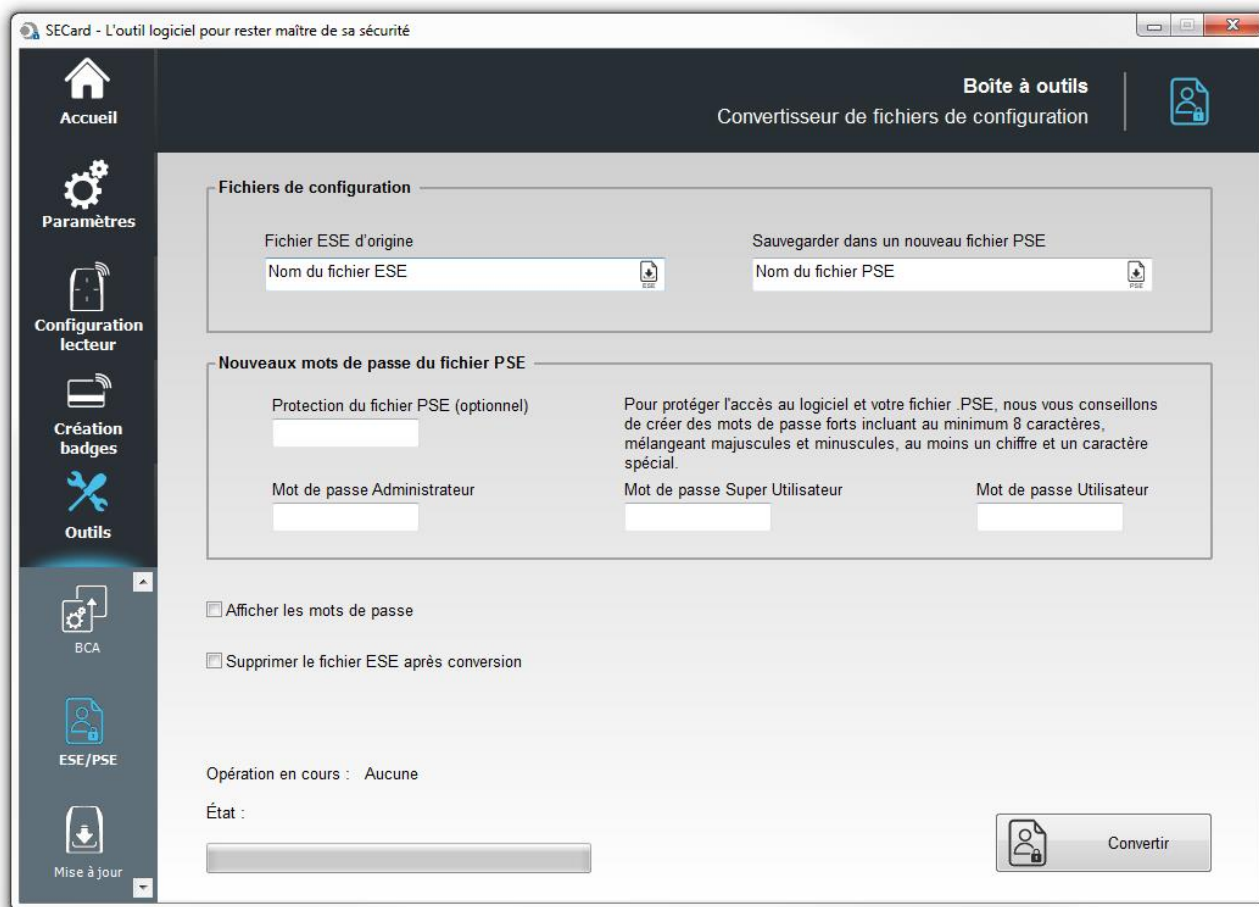 SECard - L'outil logiciel pour rester maître de sa sécurité
Accueil
Paramètres
Configuration
lecteur
Création
badges
Outils
BCA
ESE/PSE
Mise à jour
Boîte à outils
Convertisseur de fichiers de configuration
Fichiers de configuration
Fichier ESE d'origine
Sauvegarder dans un nouveau fichier PSE
Nom du fichier ESE
ESE
Nom du fichier PSE
PSE
Nouveaux mots de passe du fichier PSE
Protection du fichier PSE (optionnel)
Pour protéger l'accès au logiciel et votre fichier .PSE, nous vous conseillons
de créer des mots de passe forts incluant au minimum 8 caractères,
mélangeant majuscules et minuscules, au moins un chiffre et un caractère
spécial.
Mot de passe Administrateur
Mot de passe Super Utilisateur
Mot de passe Utilisateur
Afficher les mots de passe
Supprimer le fichier ESE après conversion
Opération en cours : Aucune
État :
Convertir